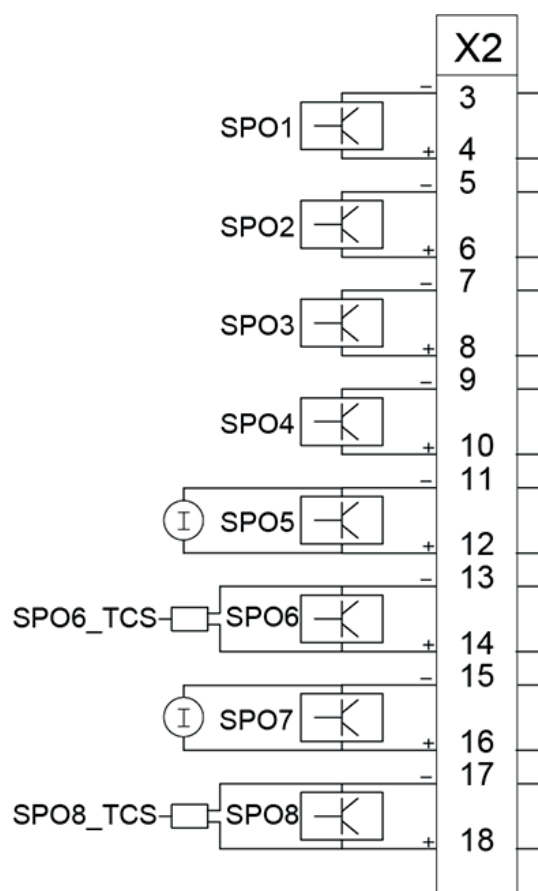 X2
− 3
SPO1
+ 4
− 5
SPO2
+ 6
− 7
SPO3
+ 8
− 9
SPO4
+ 10
− 11
I SPO5
+ 12
− 13
SPO6_TCS SPO6
+ 14
− 15
I SPO7
+ 16
− 17
SPO8_TCS SPO8
+ 18